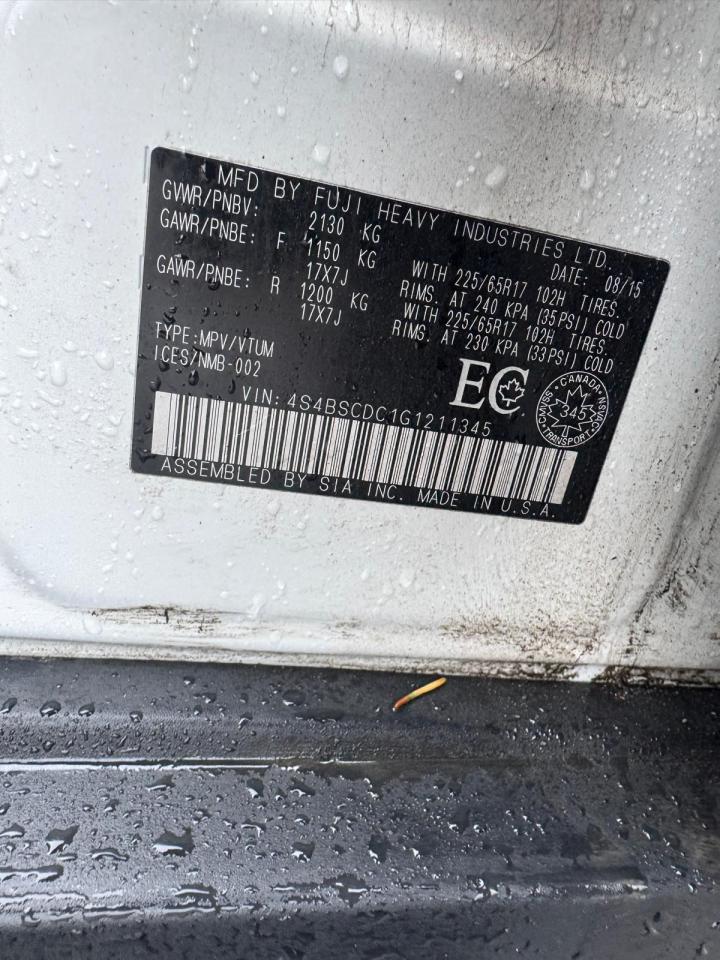 MFD BY FUJI HEAVY INDUSTRIES LTD.
GVWR/PNBV: 2130 KG DATE: 08/15
GAWR/PNBE: F 1150 KG WITH 225/65R17 102H TIRES.
17X7J RIMS. AT 240 KPA (35PSI) COLD
GAWR/PNBE: R 1200 KG WITH 225/65R17 102H TIRES.
17X7J RIMS. AT 230 KPA (33PSI) COLD
TYPE:MPV/VTUM
ICES/NMB-002
EC
CANADA
CMVSS · NSVAC
345
TRANSPORT
VIN: 4S4BSCDC1G1211345
ASSEMBLED BY SIA INC. MADE IN U.S.A.